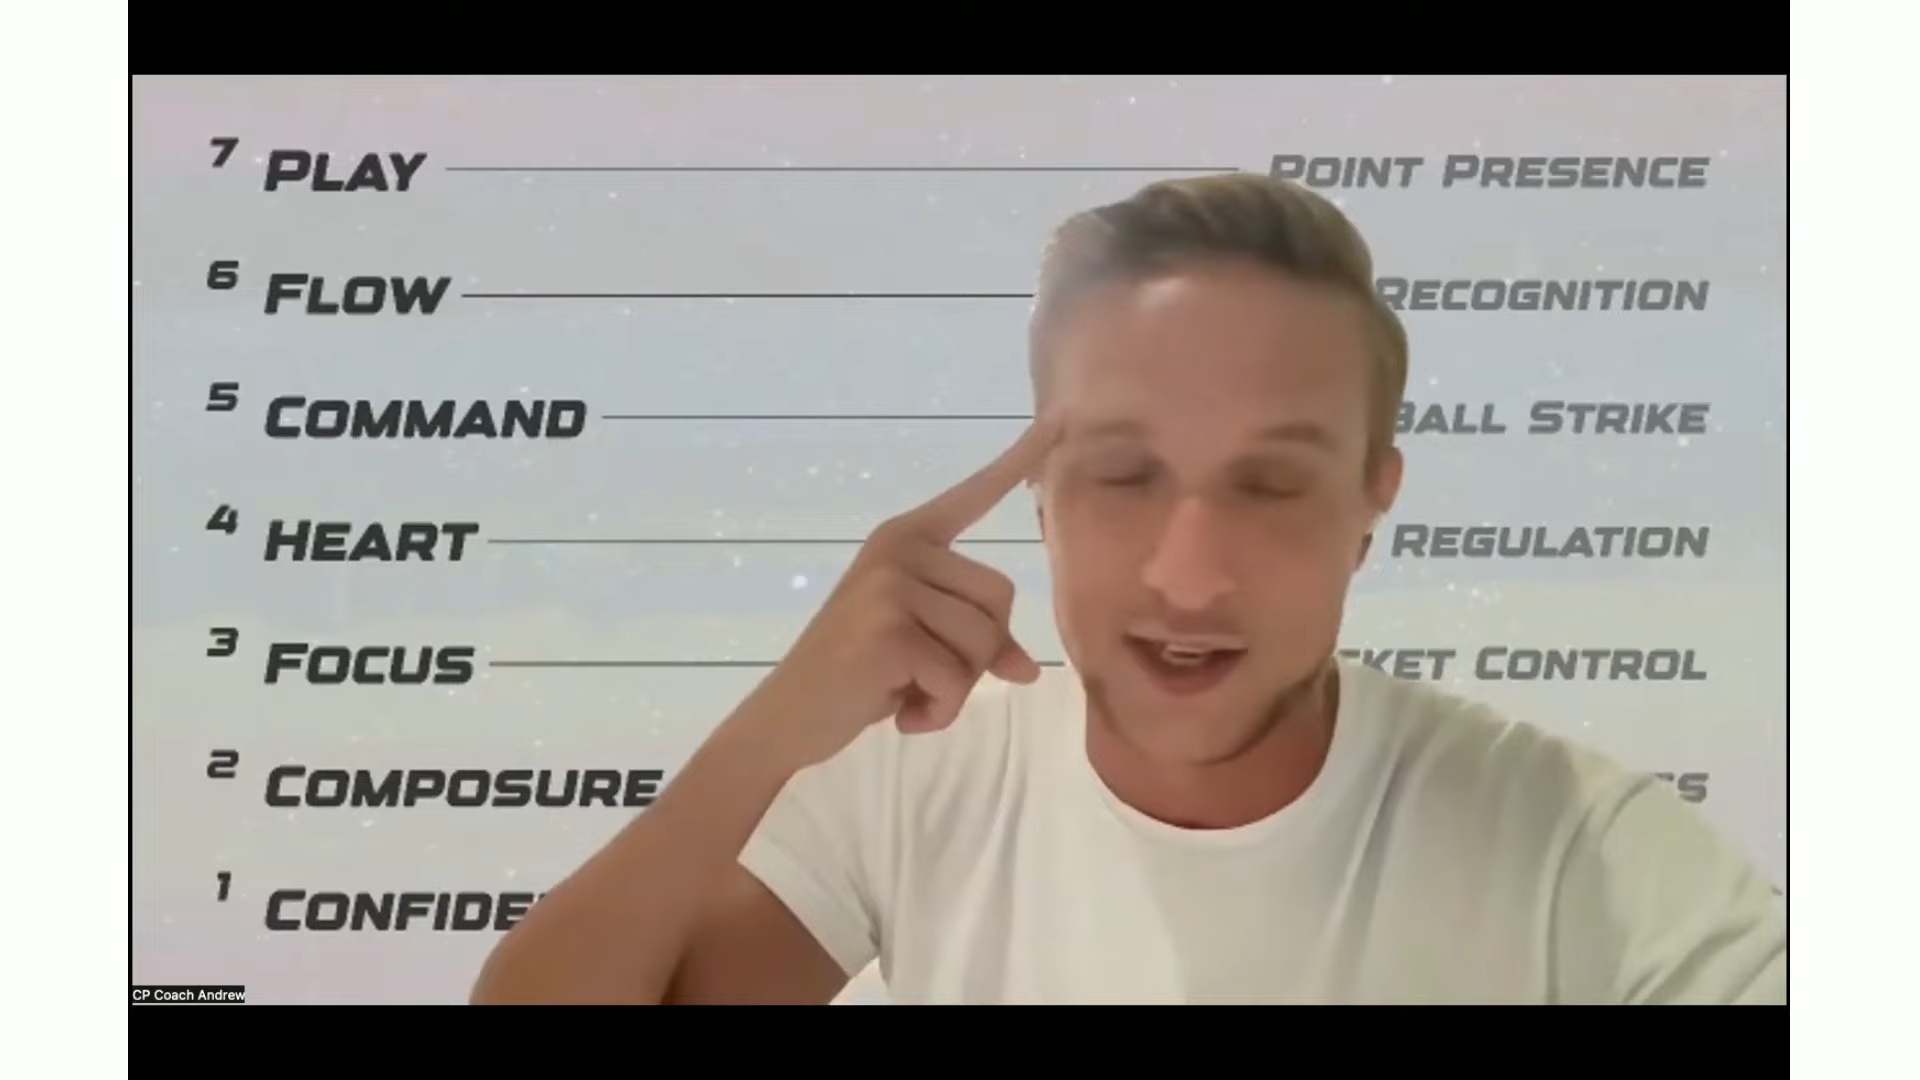 7 PLAY POINT PRESENCE
6 FLOW RECOGNITION
5 COMMAND BALL STRIKE
4 HEART REGULATION
3 FOCUS CONTROL
2 COMPOSURE
1
CP Coach Andrew